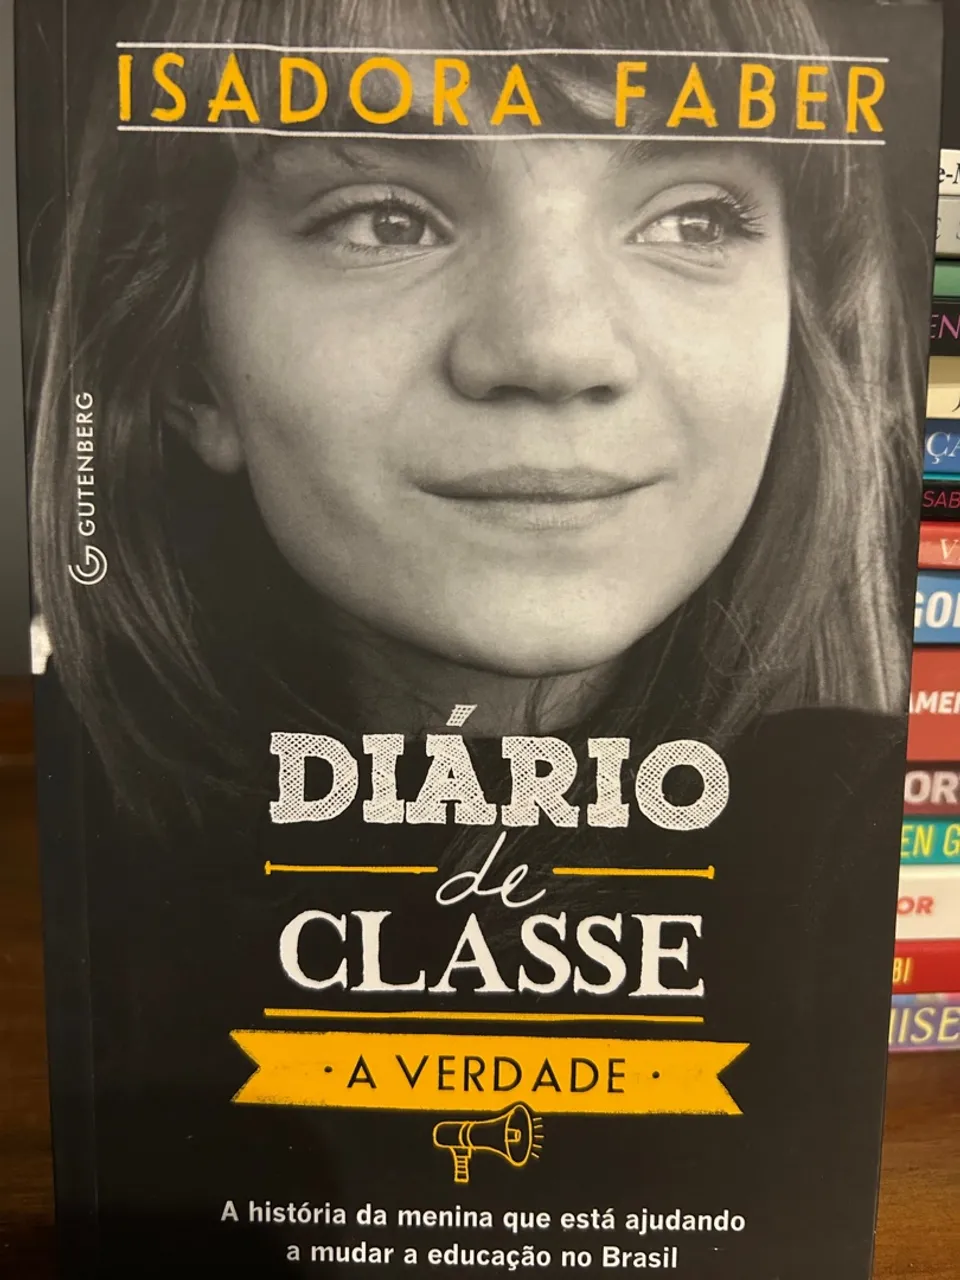 ISADORA FABER
GUTENBERG
DIÁRIO
de
CLASSE
· A VERDADE ·
A história da menina que está ajudando
a mudar a educação no Brasil